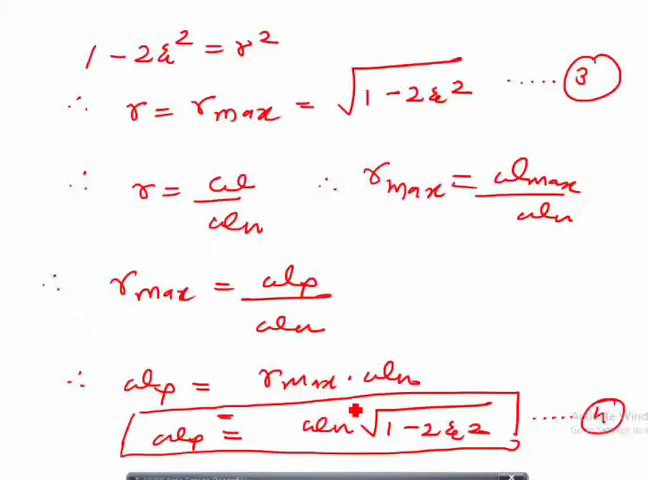 1 - 2ξ² = r²
∴ r = r_max = √(1 - 2ξ²) ..... ③
∴ r = ω/ωn ∴ r_max = ωmax/ωn
∴ r_max = ωp/ωn
∴ ωp = r_max · ωn
ωp = ωn √(1 - 2ξ²) ..... ④